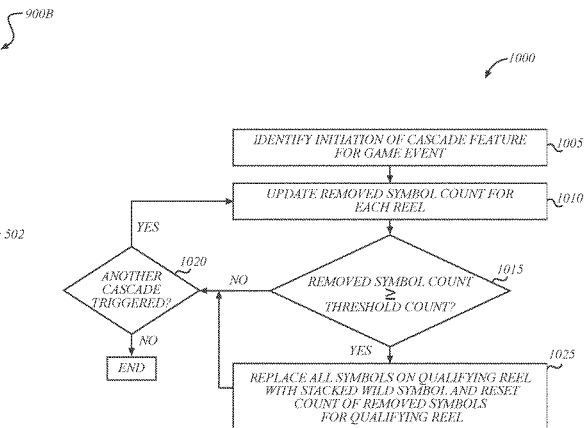 900B
1000
IDENTIFY INITIATION OF CASCADE FEATURE
FOR GAME EVENT
1005
UPDATE REMOVED SYMBOL COUNT FOR
EACH REEL
1010
YES
502
1020
ANOTHER
CASCADE
TRIGGERED?
NO
REMOVED SYMBOL COUNT
≥
THRESHOLD COUNT?
1015
NO
END
YES
1025
REPLACE ALL SYMBOLS ON QUALIFYING REEL
WITH STACKED WILD SYMBOL AND RESET
COUNT OF REMOVED SYMBOLS
FOR QUALIFYING REEL